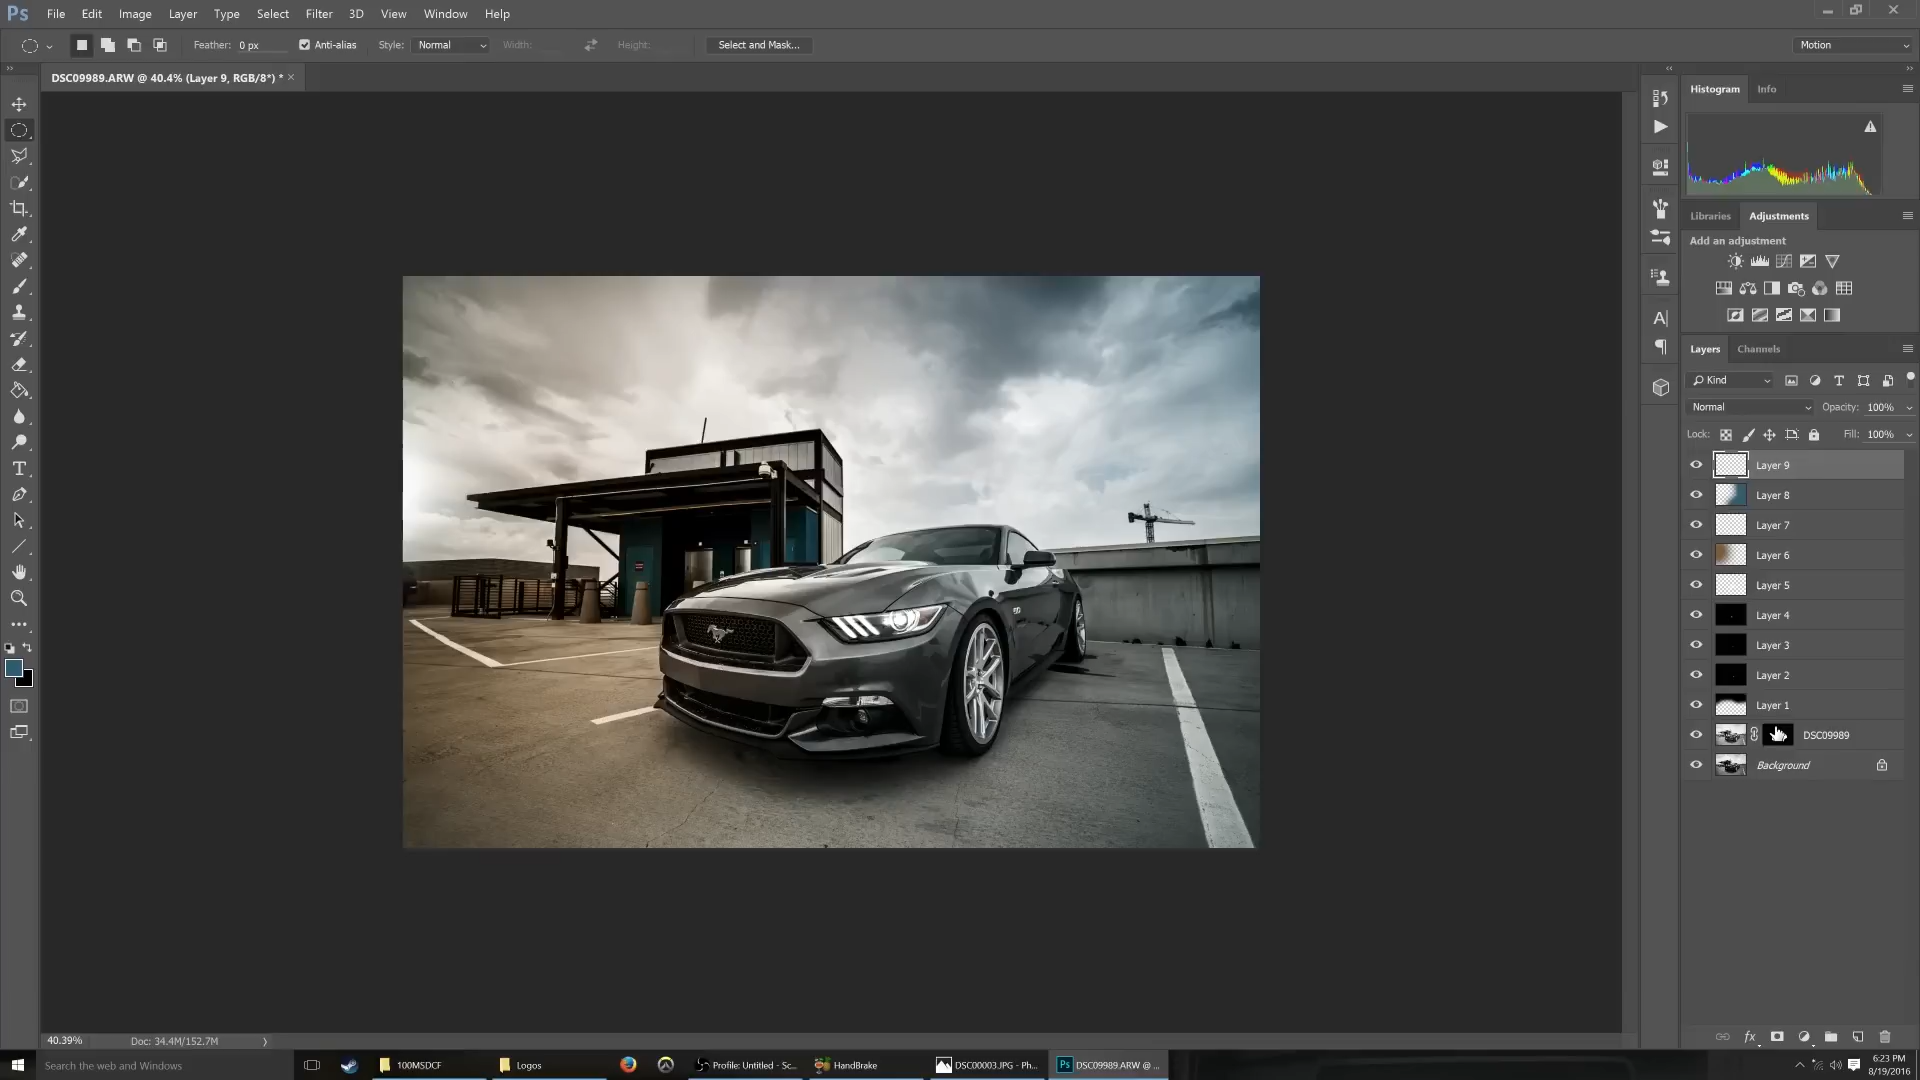 Ps File Edit Image Layer Type Select Filter 3D View Window Help
Feather: 0 px Anti-alias Style: Normal Width: Height: Select and Mask... Motion
DSC09989.ARW @ 40.4% (Layer 9, RGB/8*) * ×
Histogram Info
Libraries Adjustments
Add an adjustment
Layers Channels
Kind
Normal Opacity: 100%
Lock: Fill: 100%
Layer 9
Layer 8
Layer 7
Layer 6
Layer 5
Layer 4
Layer 3
Layer 2
Layer 1
DSC09989
Background
40.39% Doc: 34.4M/152.7M
Search the web and Windows
100MSDCF
Logos
Profile: Untitled - Sc...
HandBrake
DSC00003.JPG - Ph...
Ps DSC09989.ARW @ ...
6:23 PM
8/19/2016